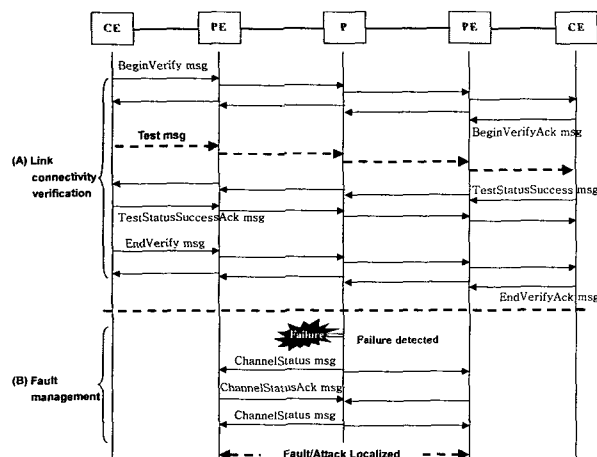 CE PE P PE CE
BeginVerify msg
BeginVerifyAck msg
Test msg
(A) Link
connectivity
verification
TestStatusSuccess msg
TestStatusSuccessAck msg
EndVerify msg
EndVerifyAck msg
Failure
Failure detected
ChannelStatus msg
(B) Fault
management
ChannelStatusAck msg
ChannelStatus msg
Fault/Attack Localized